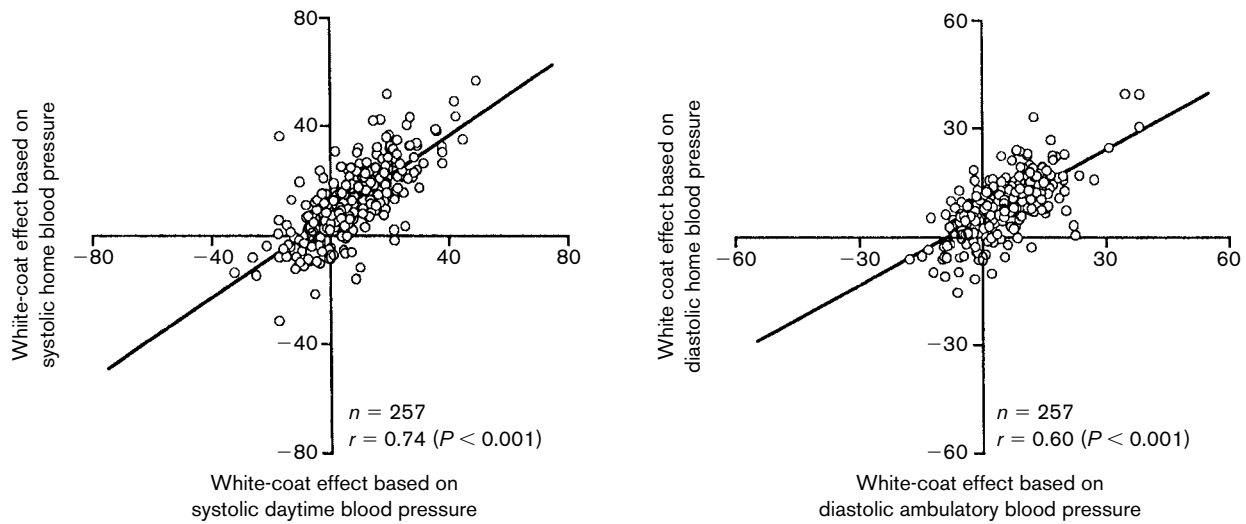 80
40
−80
−40
40
80
−40
−80
Whiite-coat effect based on
systolic home blood pressure
n = 257
r = 0.74 (P < 0.001)
White-coat effect based on
systolic daytime blood pressure
60
30
−60
−30
30
60
−30
−60
White coat effect based on
diastolic home blood pressure
n = 257
r = 0.60 (P < 0.001)
White-coat effect based on
diastolic ambulatory blood pressure